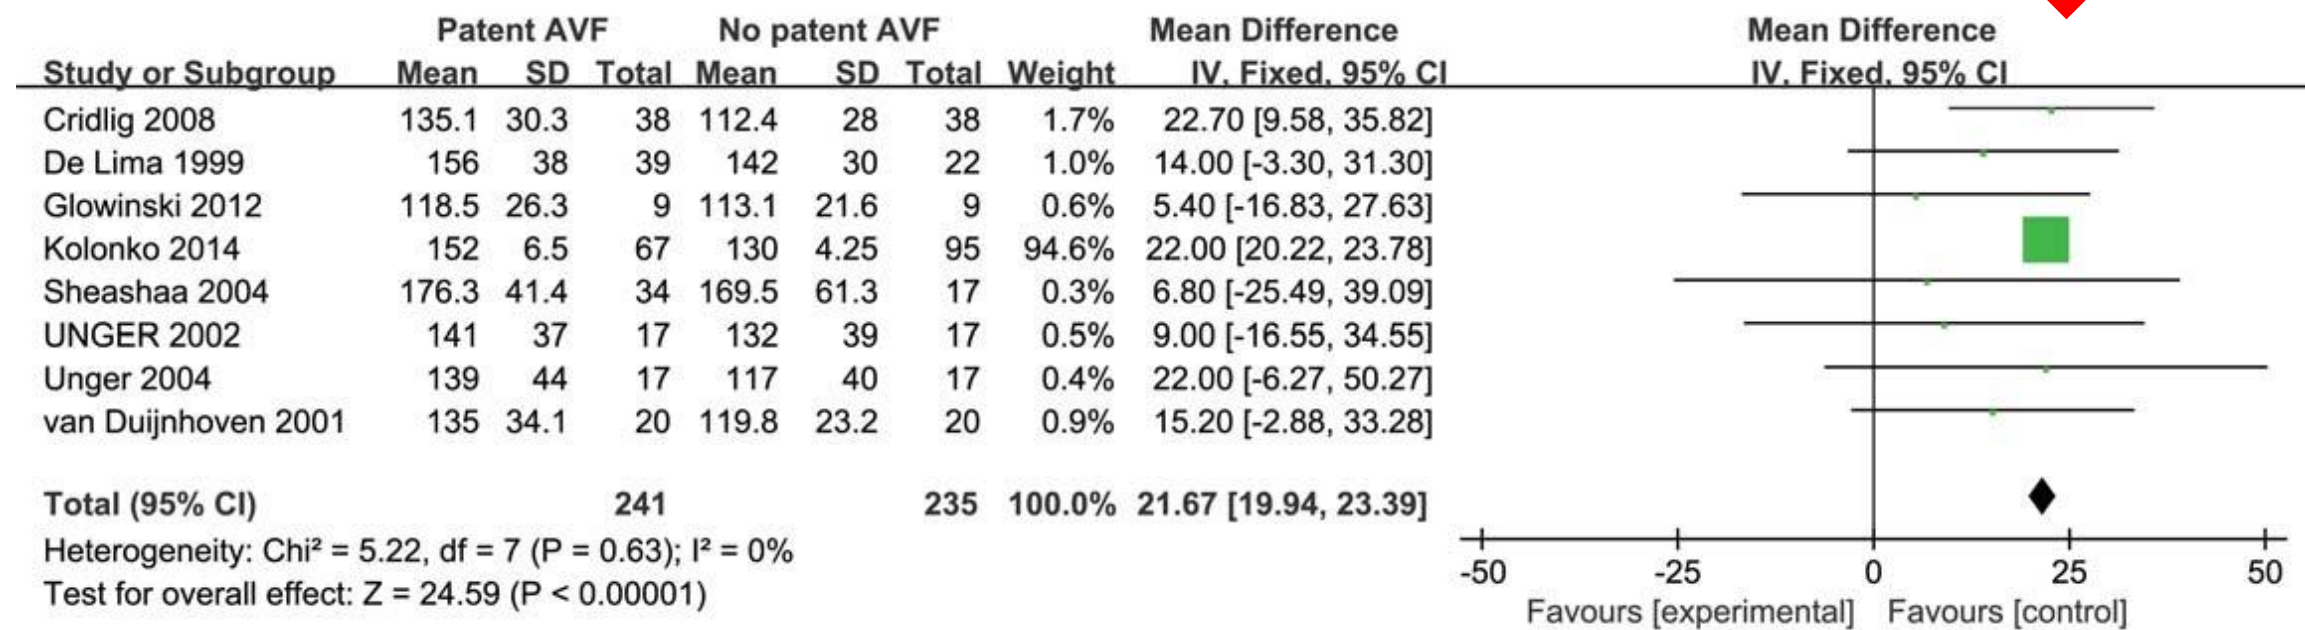 Patent AVF No patent AVF Mean Difference Mean Difference
Study or Subgroup Mean SD Total Mean SD Total Weight IV, Fixed, 95% CI IV, Fixed, 95% CI
Cridlig 2008 135.1 30.3 38 112.4 28 38 1.7% 22.70 [9.58, 35.82]
De Lima 1999 156 38 39 142 30 22 1.0% 14.00 [-3.30, 31.30]
Glowinski 2012 118.5 26.3 9 113.1 21.6 9 0.6% 5.40 [-16.83, 27.63]
Kolonko 2014 152 6.5 67 130 4.25 95 94.6% 22.00 [20.22, 23.78]
Sheashaa 2004 176.3 41.4 34 169.5 61.3 17 0.3% 6.80 [-25.49, 39.09]
UNGER 2002 141 37 17 132 39 17 0.5% 9.00 [-16.55, 34.55]
Unger 2004 139 44 17 117 40 17 0.4% 22.00 [-6.27, 50.27]
van Duijnhoven 2001 135 34.1 20 119.8 23.2 20 0.9% 15.20 [-2.88, 33.28]
Total (95% CI) 241 235 100.0% 21.67 [19.94, 23.39]
Heterogeneity: Chi² = 5.22, df = 7 (P = 0.63); I² = 0%
Test for overall effect: Z = 24.59 (P < 0.00001)
-50 -25 0 25 50
Favours [experimental] Favours [control]